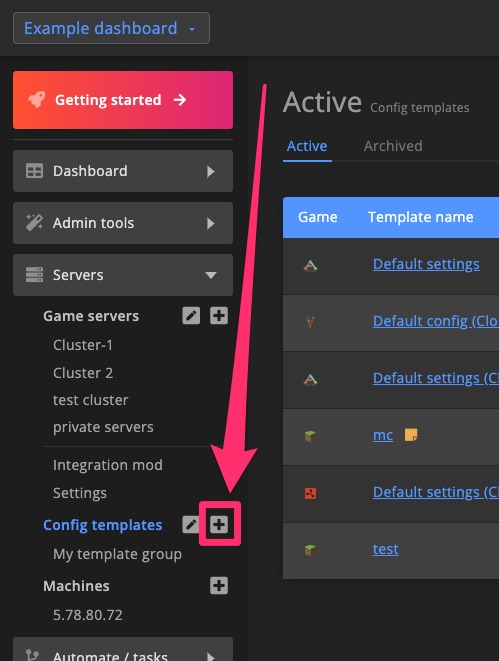 Example dashboard
Getting started
Dashboard
Admin tools
Servers
Game servers
Cluster-1
Cluster 2
test cluster
private servers
Integration mod
Settings
Config templates
My template group
Machines
5.78.80.72
Automate / tasks
Active Config templates
Active Archived
Game Template name
Default settings
Default config (Clo
Default settings (Cl
mc
Default settings (Cl
test